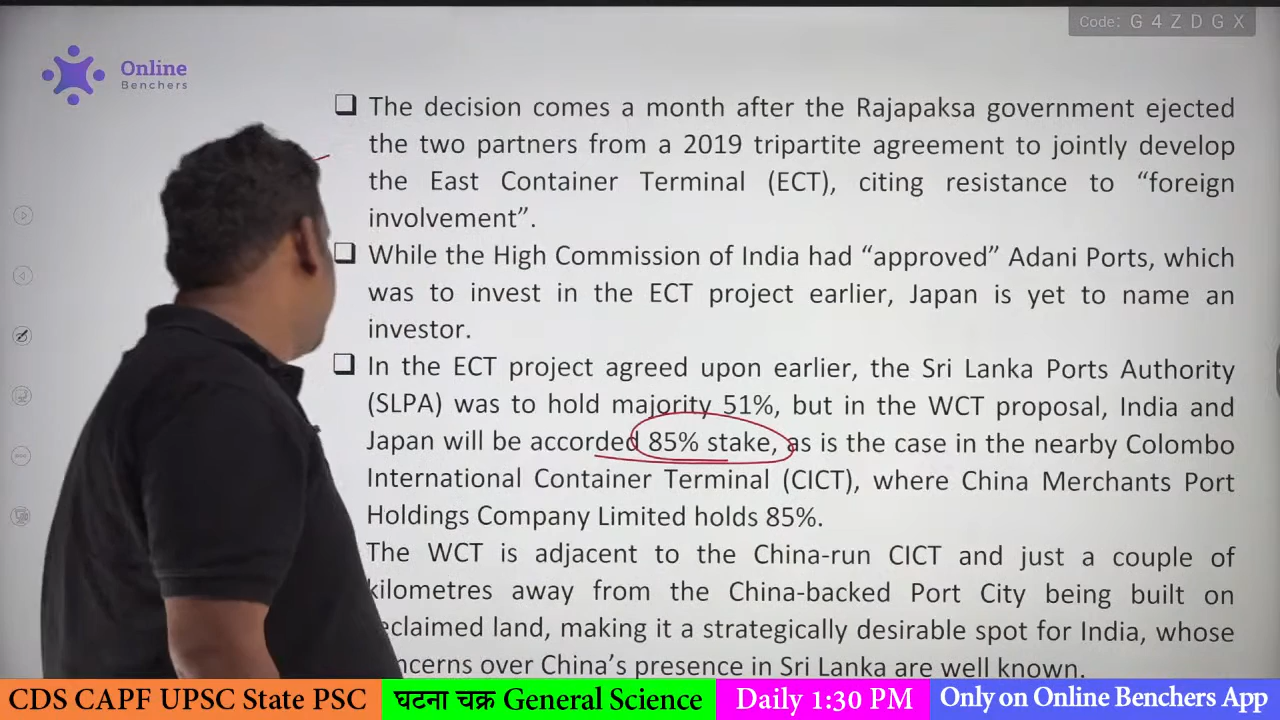 Code: G 4 Z D G X
Online
Benchers
The decision comes a month after the Rajapaksa government ejected
the two partners from a 2019 tripartite agreement to jointly develop
the East Container Terminal (ECT), citing resistance to “foreign
involvement”.
While the High Commission of India had “approved” Adani Ports, which
was to invest in the ECT project earlier, Japan is yet to name an
investor.
In the ECT project agreed upon earlier, the Sri Lanka Ports Authority
(SLPA) was to hold majority 51%, but in the WCT proposal, India and
Japan will be accorded 85% stake, as is the case in the nearby Colombo
International Container Terminal (CICT), where China Merchants Port
Holdings Company Limited holds 85%.
The WCT is adjacent to the China-run CICT and just a couple of
kilometres away from the China-backed Port City being built on
eclaimed land, making it a strategically desirable spot for India, whose
ncerns over China’s presence in Sri Lanka are well known.
CDS CAPF UPSC State PSC घटना चक्र General Science Daily 1:30 PM Only on Online Benchers App